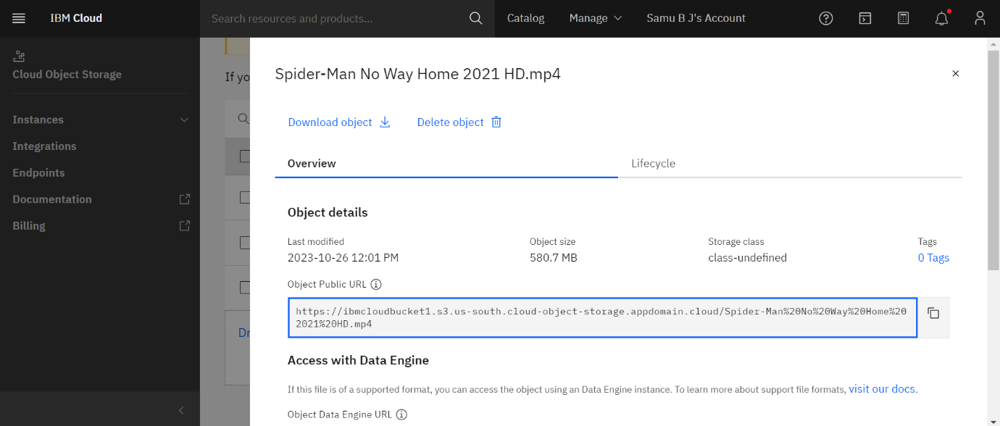 IBM Cloud
Search resources and products...
Catalog
Manage
Samu B J's Account
Cloud Object Storage
Instances
Integrations
Endpoints
Documentation
Billing
If yo
Dr
Spider-Man No Way Home 2021 HD.mp4
Download object
Delete object
Overview
Lifecycle
Object details
Last modified
2023-10-26 12:01 PM
Object size
580.7 MB
Storage class
class-undefined
Tags
0 Tags
Object Public URL
https://ibmcloudbucket1.s3.us-south.cloud-object-storage.appdomain.cloud/Spider-Man%20No%20Way%20Home%20
2021%20HD.mp4
Access with Data Engine
If this file is of a supported format, you can access the object using an Data Engine instance. To learn more about support file formats, visit our docs.
Object Data Engine URL